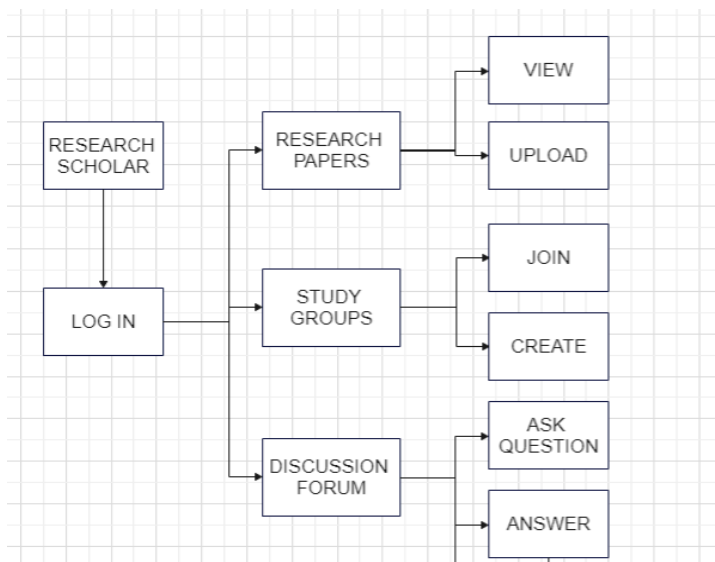 VIEW
RESEARCH
PAPERS
UPLOAD
RESEARCH
SCHOLAR
LOG IN
STUDY
GROUPS
JOIN
CREATE
DISCUSSION
FORUM
ASK
QUESTION
ANSWER